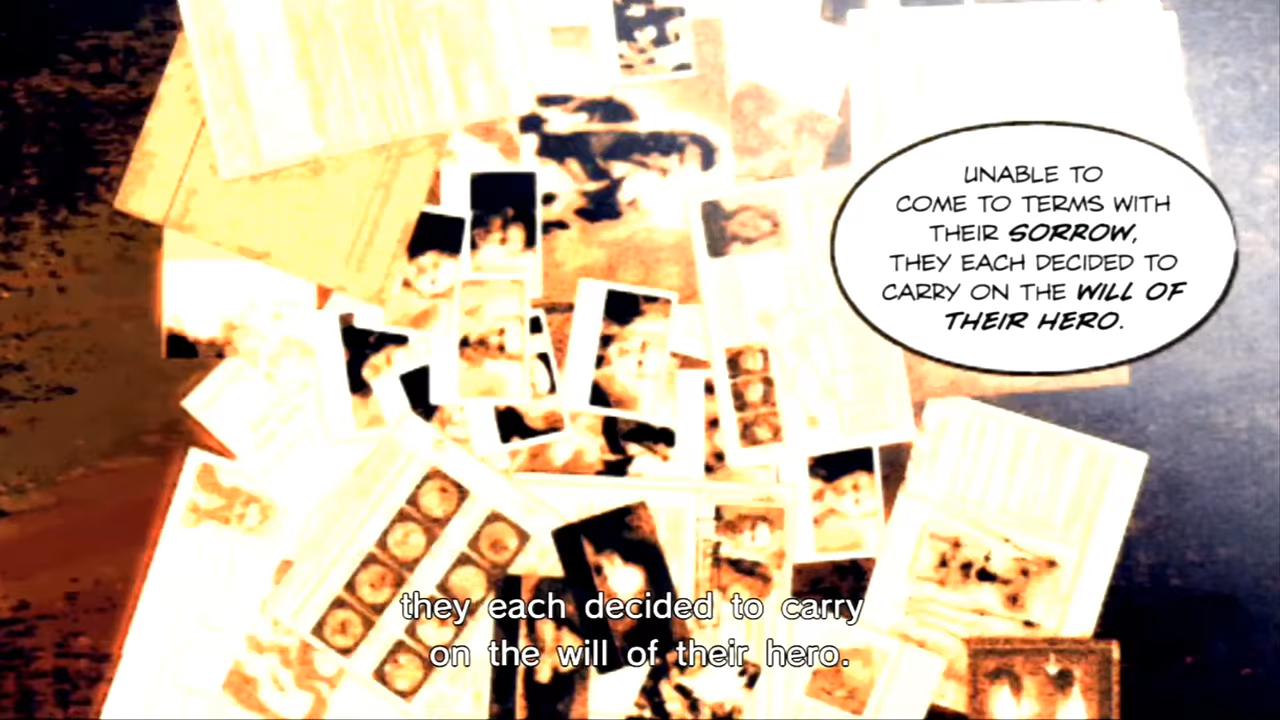 UNABLE TO
COME TO TERMS WITH
THEIR SORROW,
THEY EACH DECIDED TO
CARRY ON THE WILL OF
THEIR HERO.
they each decided to carry
on the will of their hero.